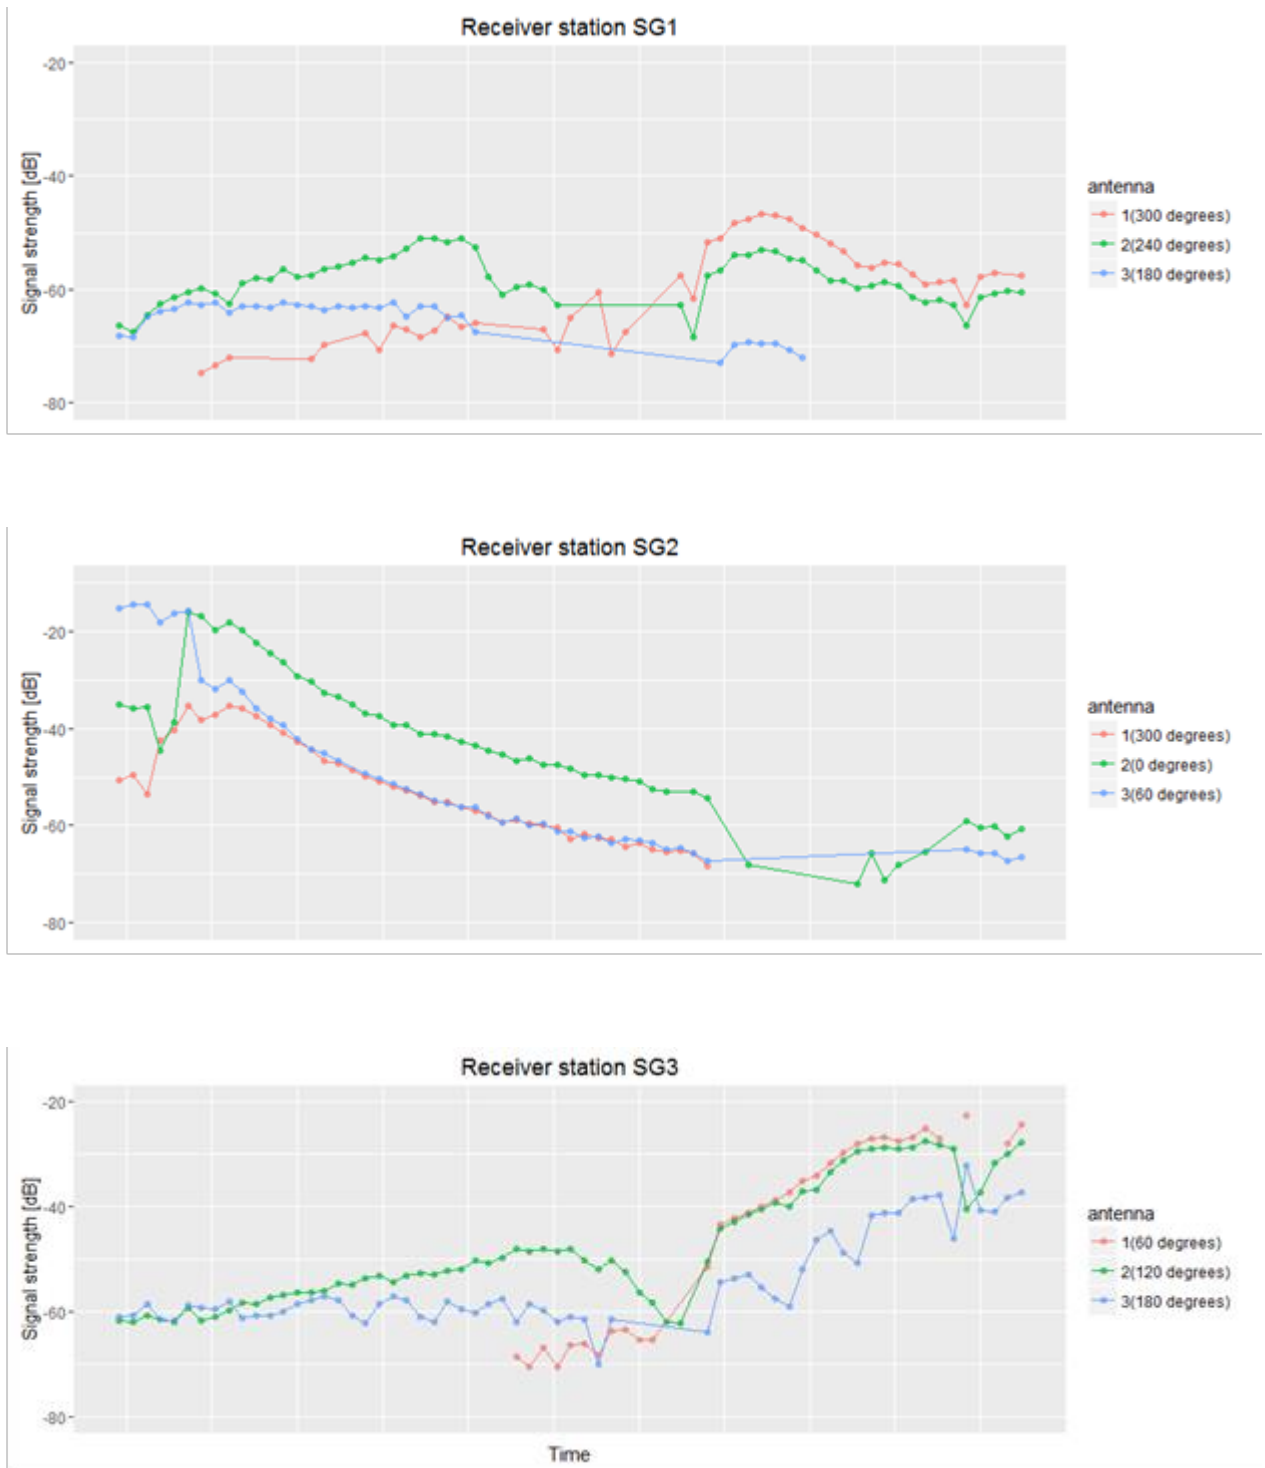 Receiver station SG1
Signal strength [dB]
-20
-40
-60
-80
antenna
1(300 degrees)
2(240 degrees)
3(180 degrees)
Receiver station SG2
Signal strength [dB]
-20
-40
-60
-80
antenna
1(300 degrees)
2(0 degrees)
3(60 degrees)
Receiver station SG3
Signal strength [dB]
-20
-40
-60
-80
antenna
1(60 degrees)
2(120 degrees)
3(180 degrees)
Time